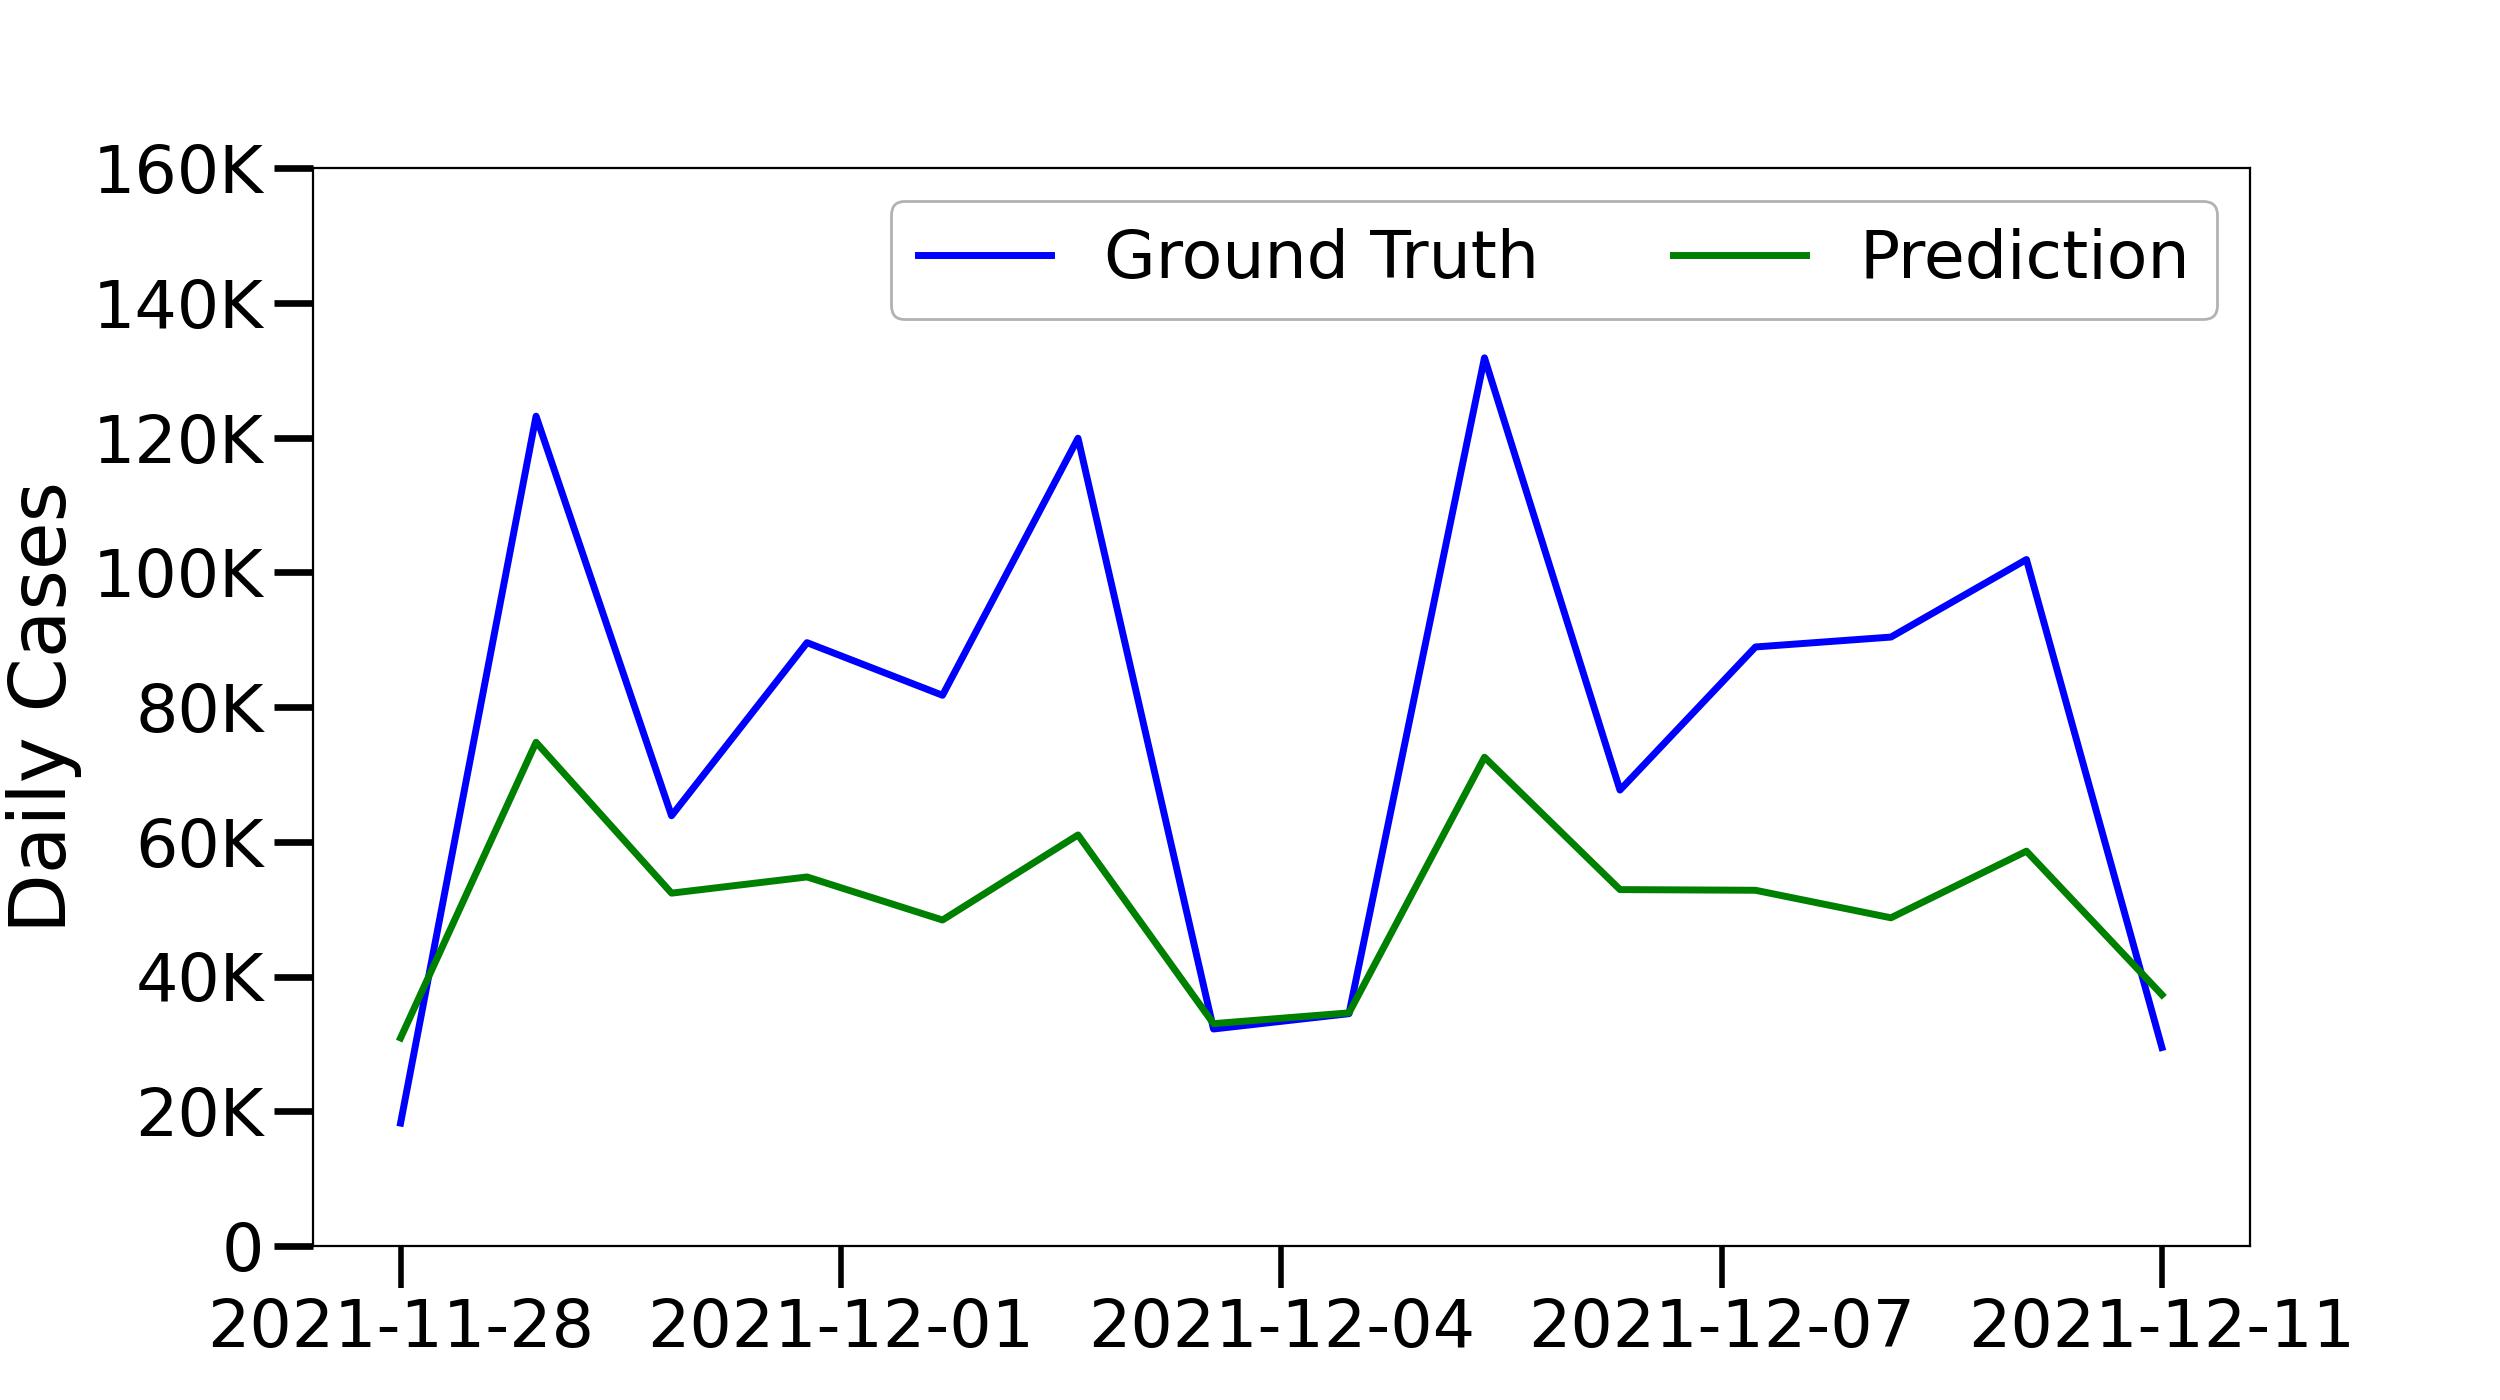 160K
Ground Truth
Prediction
140K
120K
100K
80K
60K
40K
20K
0
Daily Cases
2021-11-28
2021-12-01
2021-12-04
2021-12-07
2021-12-11